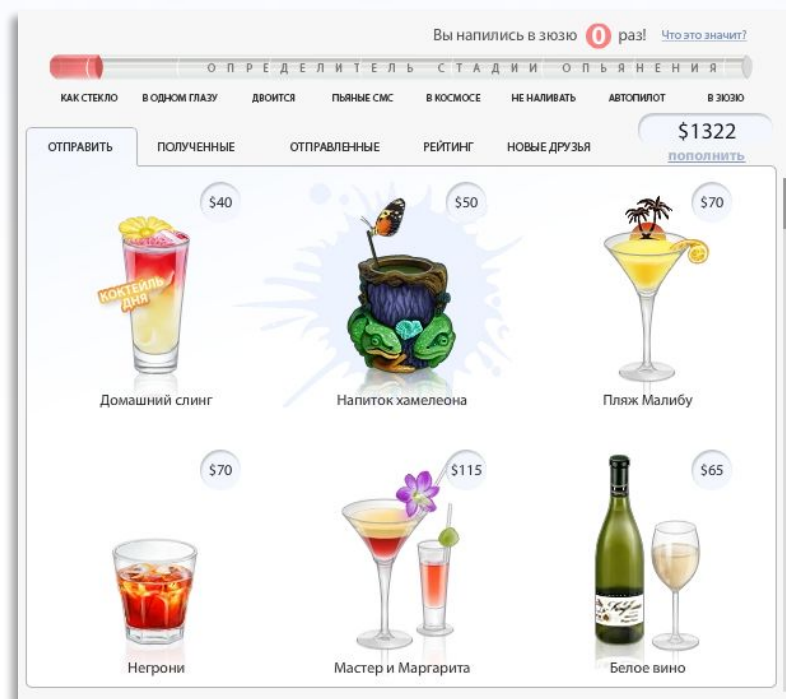 Вы напились в зюзю 0 раз! Что это значит?
ОПРЕДЕЛИТЕЛЬ СТАДИИ ОПЬЯНЕНИЯ
КАК СТЕКЛО В ОДНОМ ГЛАЗУ ДВОИТСЯ ПЬЯНЫЕ СМС В КОСМОСЕ НЕ НАЛИВАТЬ АВТОПИЛОТ В ЗЮЗЮ
$1322
пополнить
ОТПРАВИТЬ ПОЛУЧЕННЫЕ ОТПРАВЛЕННЫЕ РЕЙТИНГ НОВЫЕ ДРУЗЬЯ
$40 $50 $70
КОКТЕЙЛЬ
ДНЯ
Домашний слинг Напиток хамелеона Пляж Малибу
$70 $115 $65
Негрони Мастер и Маргарита Белое вино